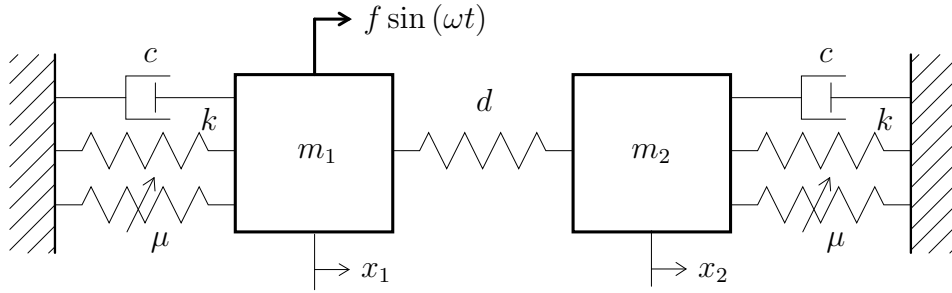 f sin (ωt)
c
c
d
k
k
m₁
m₂
μ
μ
x₁
x₂